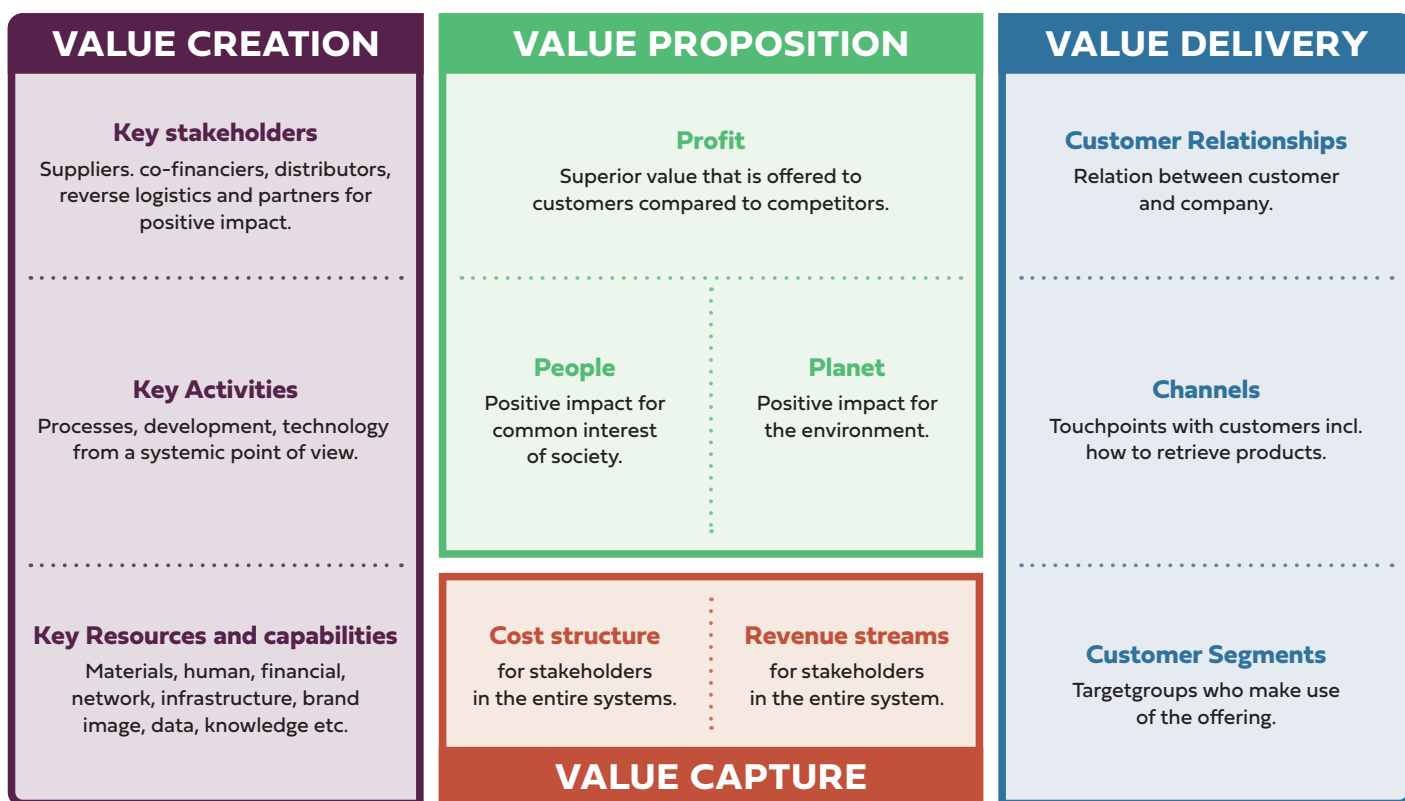 VALUE CREATION
Key stakeholders
Suppliers. co-financiers, distributors,
reverse logistics and partners for
positive impact.
Key Activities
Processes, development, technology
from a systemic point of view.
Key Resources and capabilities
Materials, human, financial,
network, infrastructure, brand
image, data, knowledge etc.
VALUE PROPOSITION
Profit
Superior value that is offered to
customers compared to competitors.
People
Positive impact for
common interest
of society.
Planet
Positive impact for
the environment.
Cost structure
for stakeholders
in the entire systems.
Revenue streams
for stakeholders
in the entire system.
VALUE CAPTURE
VALUE DELIVERY
Customer Relationships
Relation between customer
and company.
Channels
Touchpoints with customers incl.
how to retrieve products.
Customer Segments
Targetgroups who make use
of the offering.